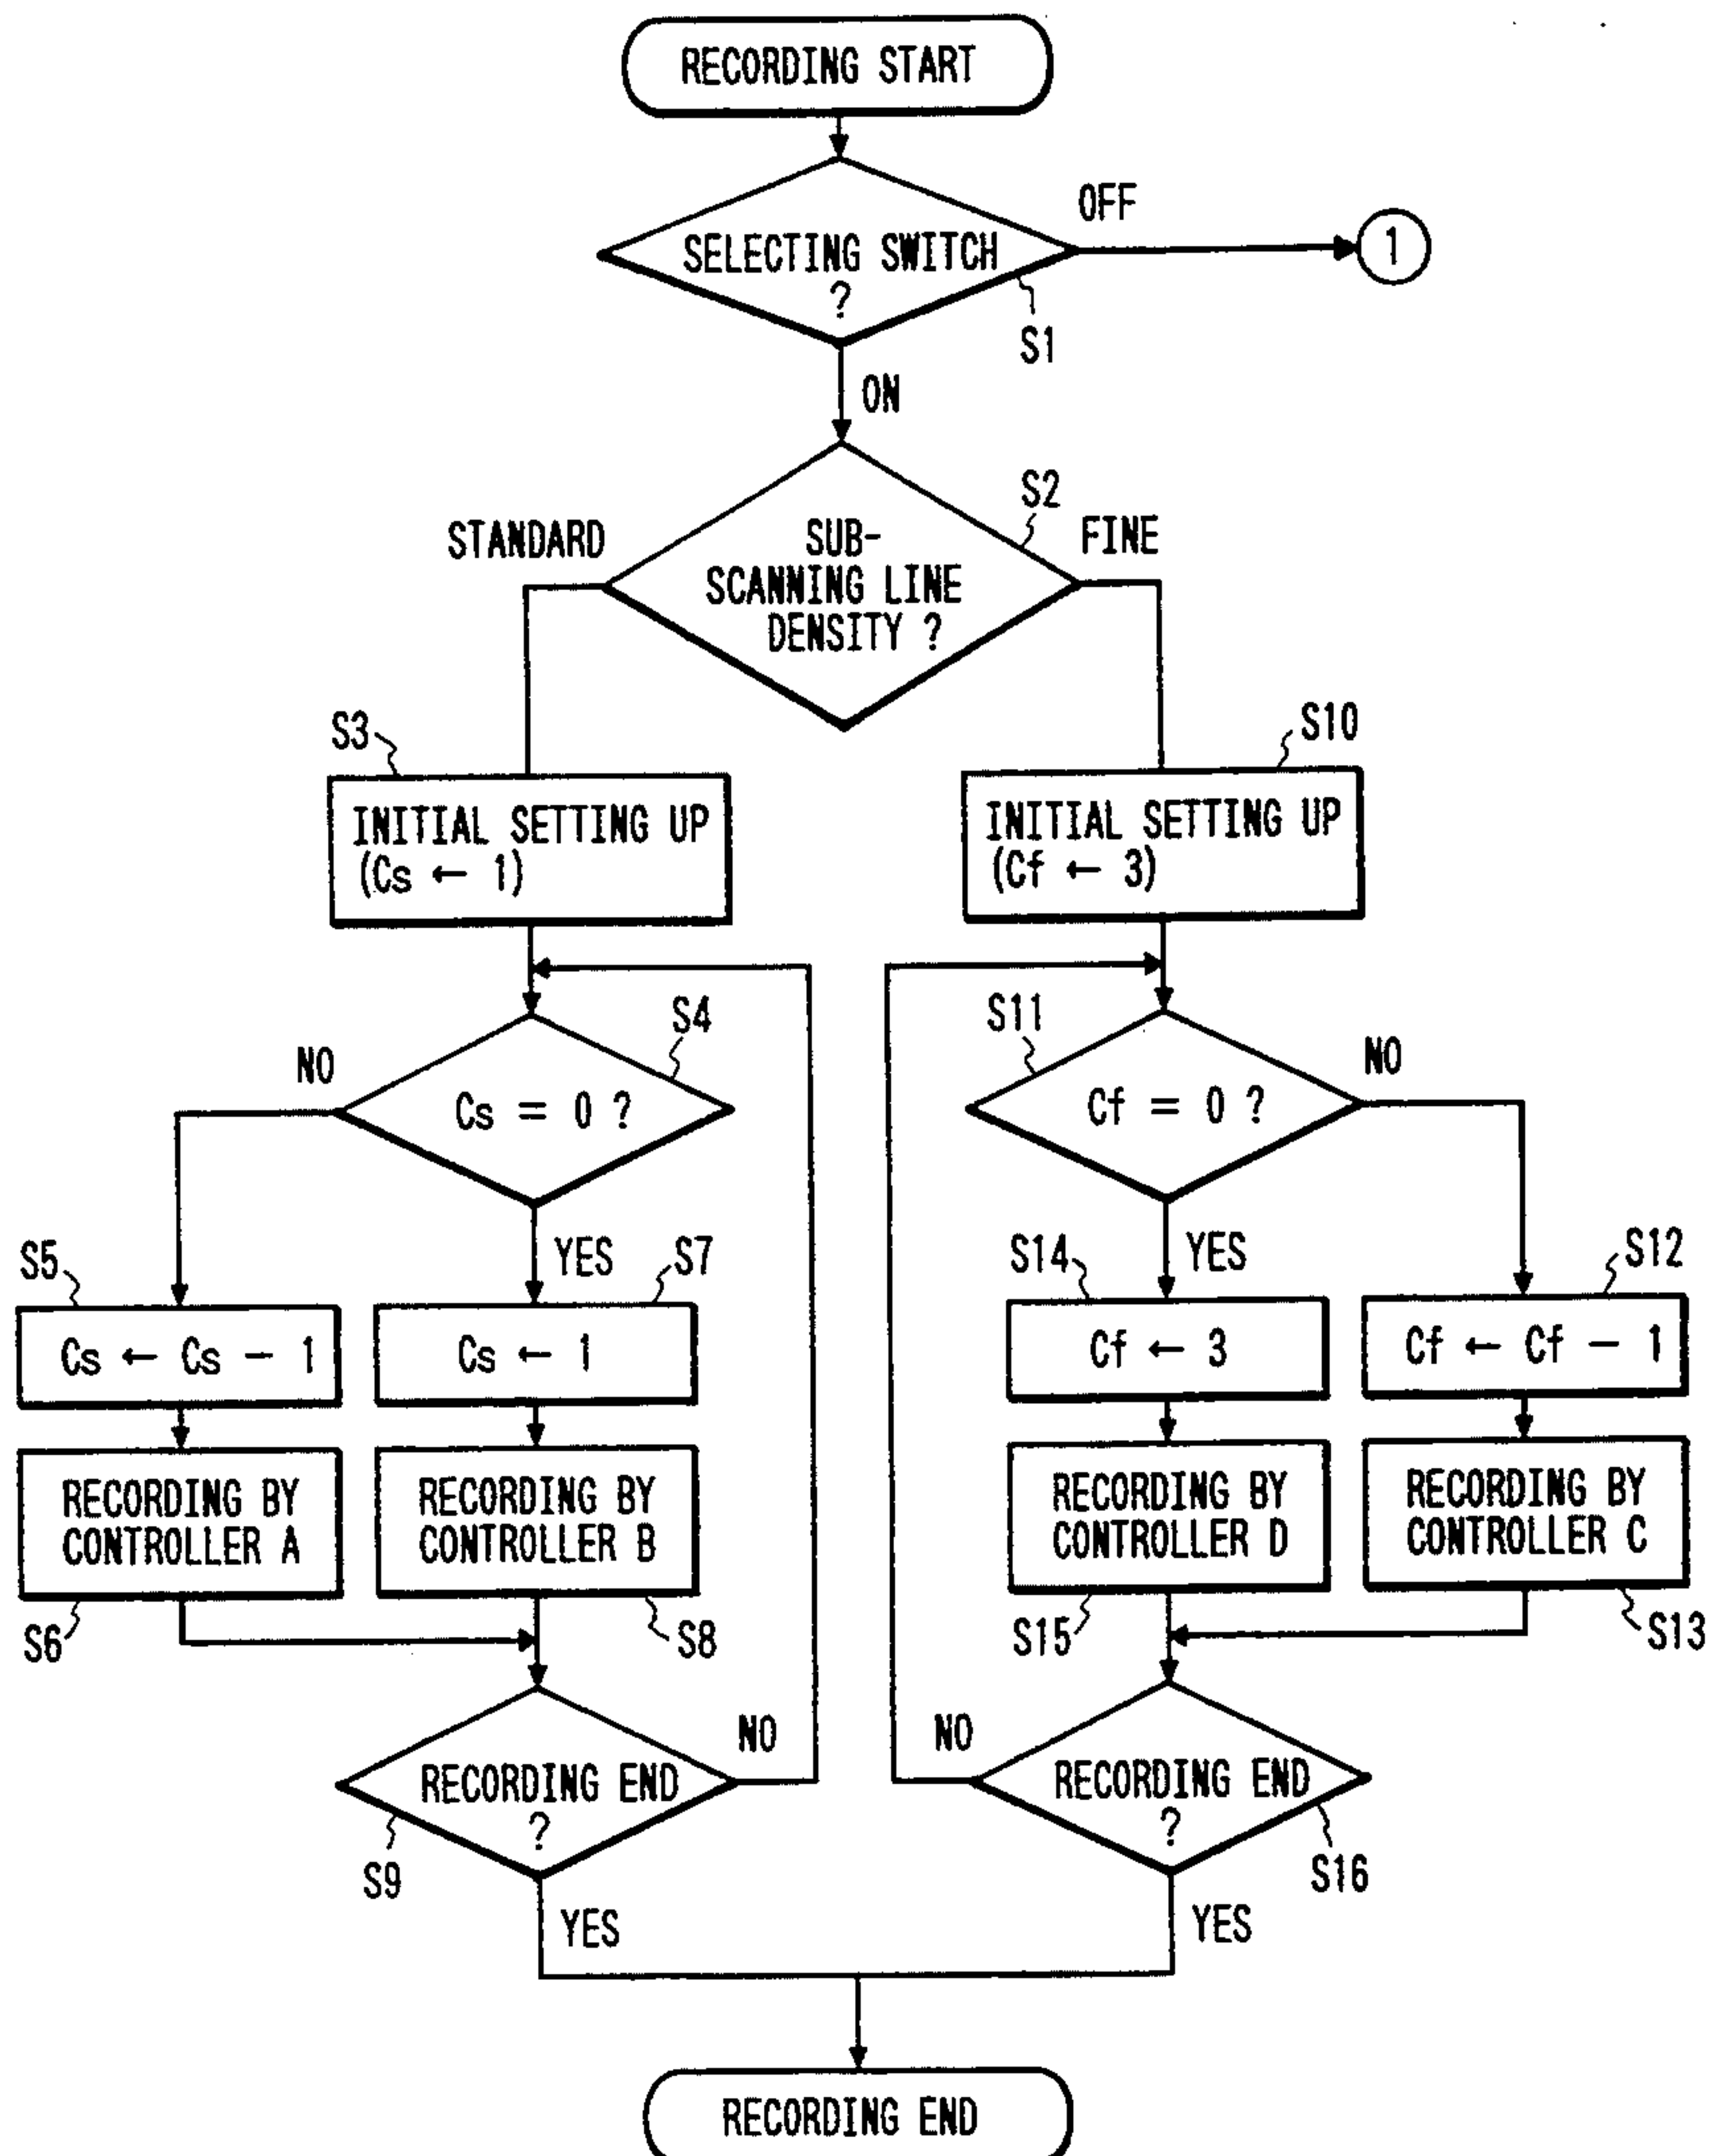 RECORDING START
OFF
1
SELECTING SWITCH
?
S1
ON
S2
STANDARD
FINE
SUB-
SCANNING LINE
DENSITY ?
S3
S10
INITIAL SETTING UP
(Cs ← 1)
INITIAL SETTING UP
(Cf ← 3)
S4
S11
NO
NO
Cs = 0 ?
Cf = 0 ?
S5
YES
S7
S14
YES
S12
Cs ← Cs - 1
Cs ← 1
Cf ← 3
Cf ← Cf - 1
RECORDING BY
CONTROLLER A
RECORDING BY
CONTROLLER B
RECORDING BY
CONTROLLER D
RECORDING BY
CONTROLLER C
S6
S8
S15
S13
NO
NO
RECORDING END
?
RECORDING END
?
S9
S16
YES
YES
RECORDING END